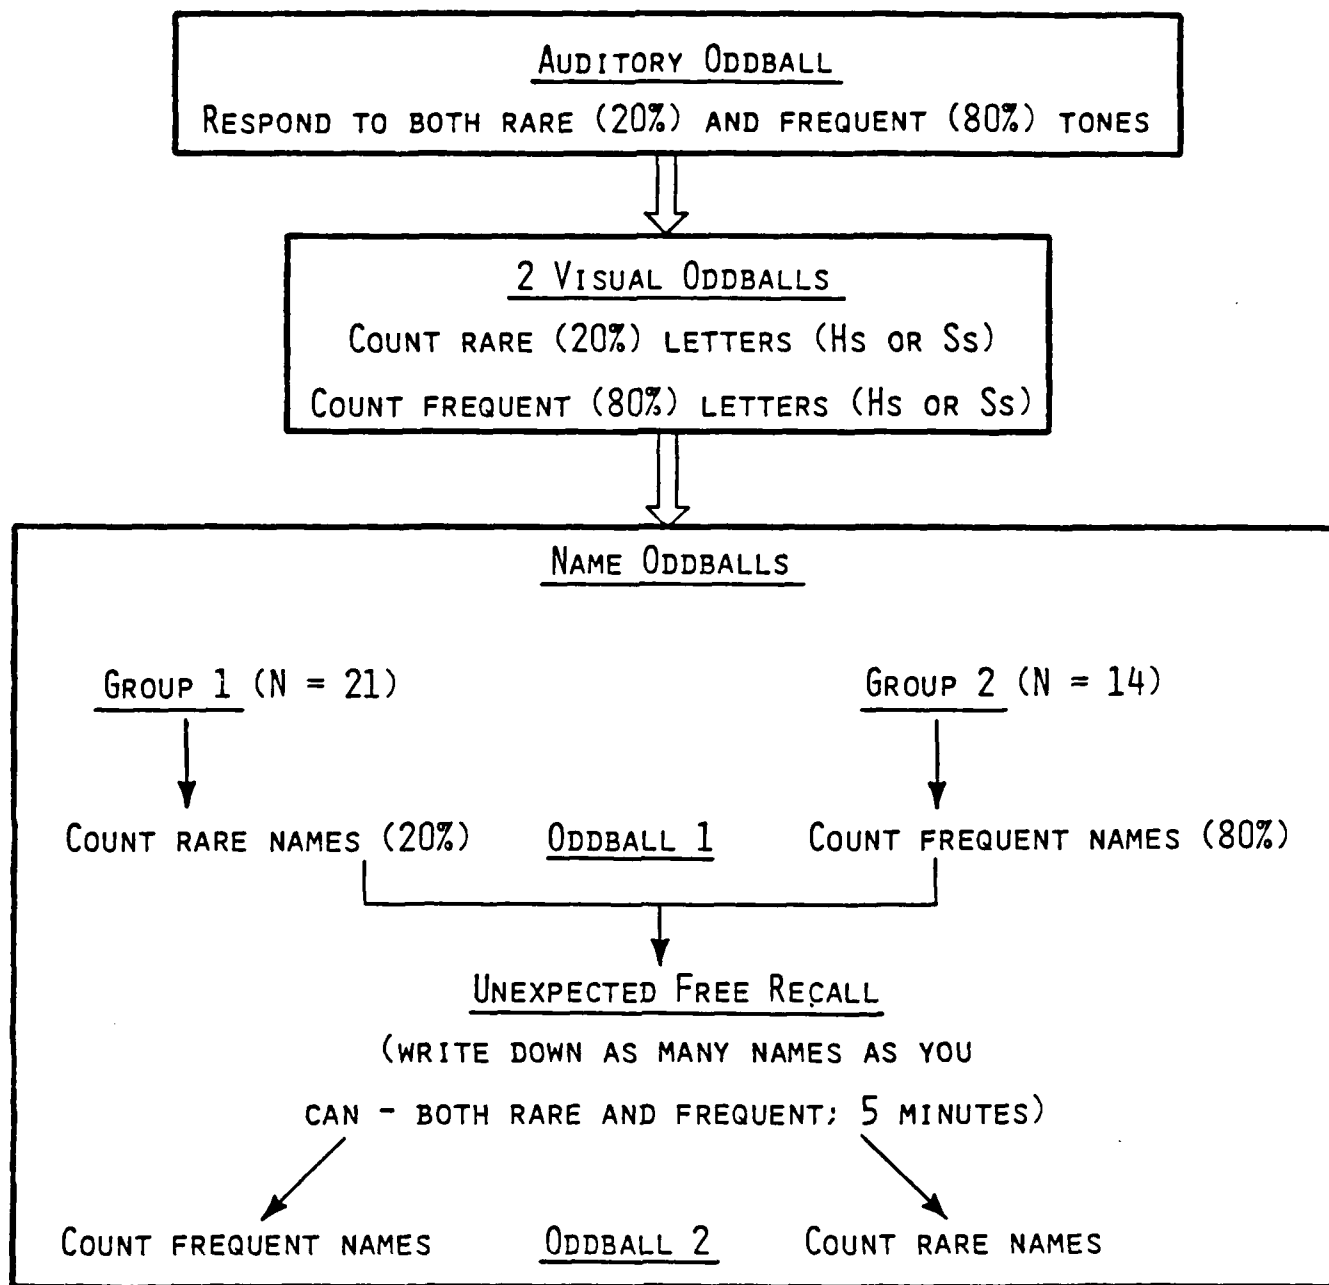 AUDITORY ODDBALL
RESPOND TO BOTH RARE (20%) AND FREQUENT (80%) TONES
2 VISUAL ODDBALLS
COUNT RARE (20%) LETTERS (HS OR SS)
COUNT FREQUENT (80%) LETTERS (HS OR SS)
NAME ODDBALLS
GROUP 1 (N = 21) GROUP 2 (N = 14)
COUNT RARE NAMES (20%) ODDBALL 1 COUNT FREQUENT NAMES (80%)
UNEXPECTED FREE RECALL
(WRITE DOWN AS MANY NAMES AS YOU
CAN - BOTH RARE AND FREQUENT; 5 MINUTES)
COUNT FREQUENT NAMES ODDBALL 2 COUNT RARE NAMES